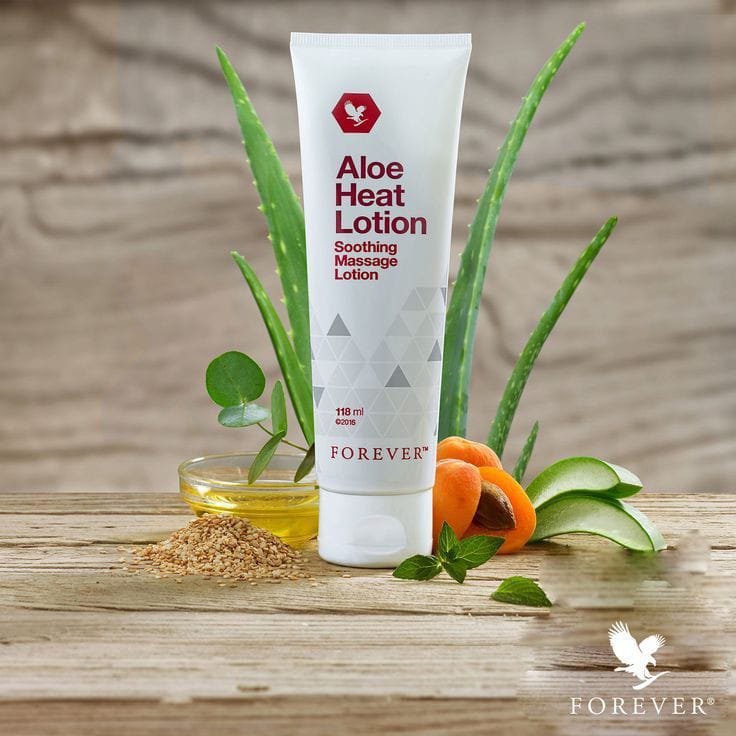 Aloe
Heat
Lotion
Soothing
Massage
Lotion
118 ml
©2016
FOREVER™
FOREVER®